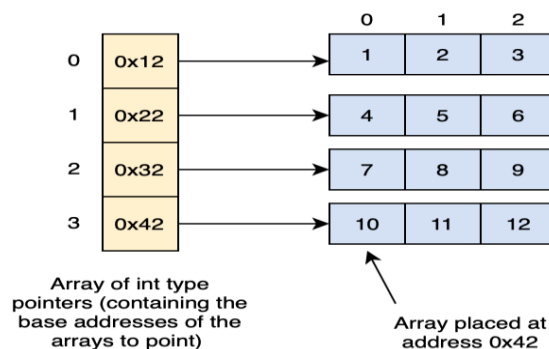 0 1 2
0 0x12 1 2 3
1 0x22 4 5 6
2 0x32 7 8 9
3 0x42 10 11 12
Array of int type
pointers (containing the
base addresses of the
arrays to point)
Array placed at
address 0x42